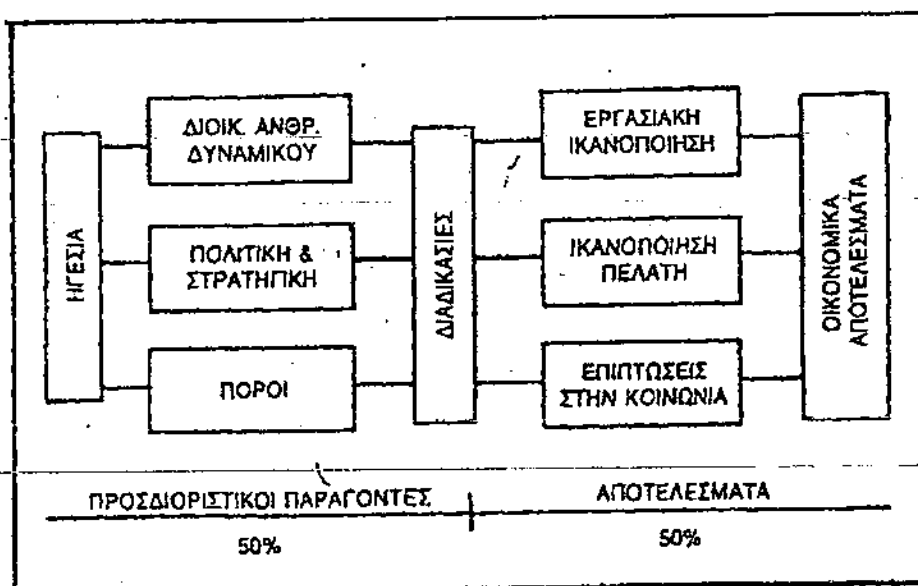 ΗΓΕΣΙΑ
ΔΙΟΙΚ. ΑΝΘΡ.
ΔΥΝΑΜΙΚΟΥ
ΠΟΛΙΤΙΚΗ &
ΣΤΡΑΤΗΓΙΚΗ
ΠΟΡΟΙ
ΔΙΑΔΙΚΑΣΙΕΣ
ΕΡΓΑΣΙΑΚΗ
ΙΚΑΝΟΠΟΙΗΣΗ
ΙΚΑΝΟΠΟΙΗΣΗ
ΠΕΛΑΤΗ
ΕΠΙΠΤΩΣΕΙΣ
ΣΤΗΝ ΚΟΙΝΩΝΙΑ
ΟΙΚΟΝΟΜΙΚΑ
ΑΠΟΤΕΛΕΣΜΑΤΑ
ΠΡΟΣΔΙΟΡΙΣΤΙΚΟΙ ΠΑΡΑΓΟΝΤΕΣ
ΑΠΟΤΕΛΕΣΜΑΤΑ
50%
50%